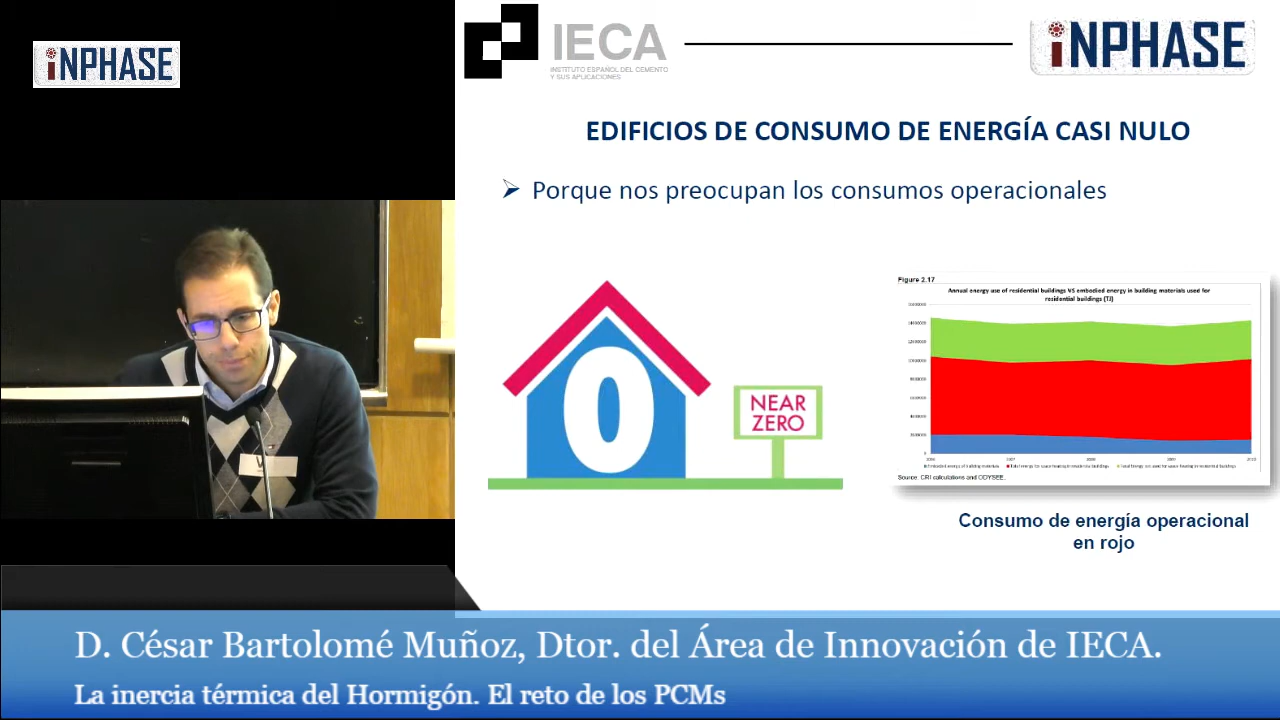 iNPHASE
IECA
INSTITUTO ESPAÑOL DEL CEMENTO
Y SUS APLICACIONES
iNPHASE
EDIFICIOS DE CONSUMO DE ENERGÍA CASI NULO
Porque nos preocupan los consumos operacionales
0
NEAR
ZERO
Figure 2.17
Annual energy use of residential buildings VS embodied energy in building materials used for
residential buildings (TJ)
Source: CRI calculations and ODYSEE.
Consumo de energía operacional
en rojo
D. César Bartolomé Muñoz, Dtor. del Área de Innovación de IECA.
La inercia térmica del Hormigón. El reto de los PCMs